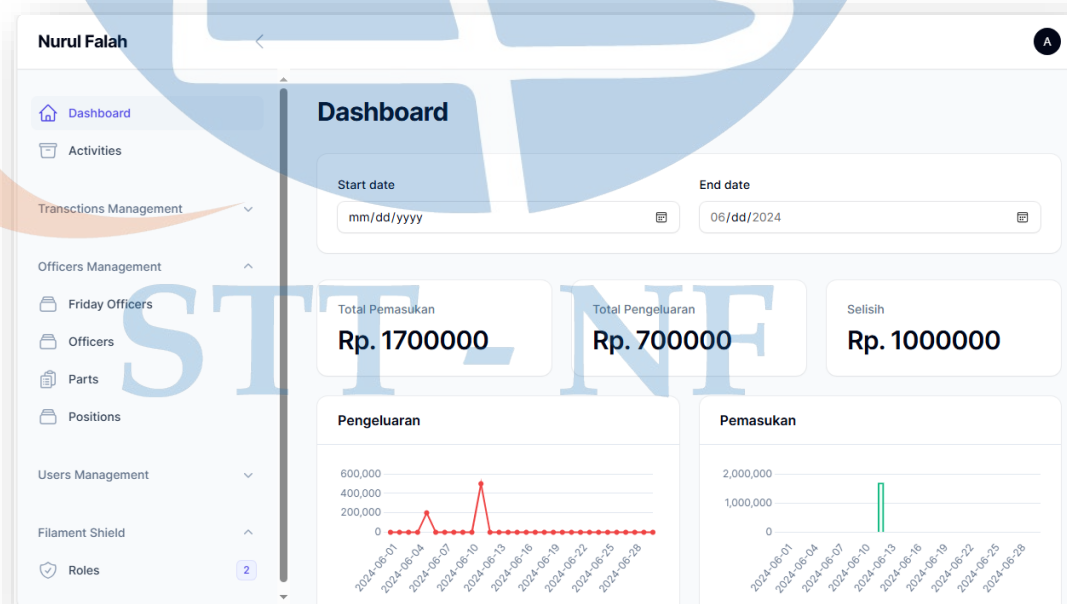 Nurul Falah
A
Dashboard
Activities
Transctions Management
Officers Management
Friday Officers
Officers
Parts
Positions
Users Management
Filament Shield
Roles
2
Dashboard
Start date
End date
mm/dd/yyyy
06/dd/2024
Total Pemasukan
Total Pengeluaran
Selisih
Rp. 1700000
Rp. 700000
Rp. 1000000
STT - NF
Pengeluaran
600,000
400,000
200,000
0
2024-06-01
2024-06-04
2024-06-07
2024-06-10
2024-06-13
2024-06-16
2024-06-19
2024-06-22
2024-06-25
2024-06-28
Pemasukan
2,000,000
1,000,000
0
2024-06-01
2024-06-04
2024-06-07
2024-06-10
2024-06-13
2024-06-16
2024-06-19
2024-06-22
2024-06-25
2024-06-28